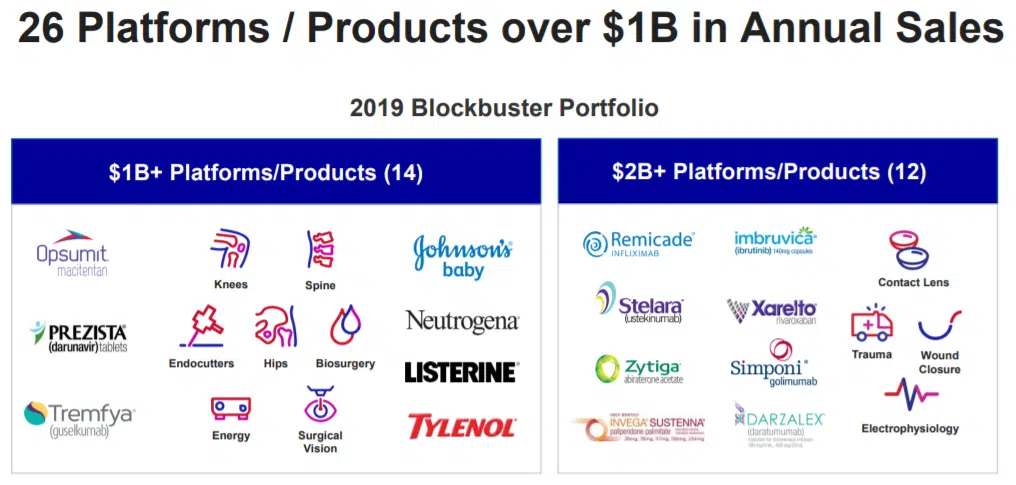 26 Platforms / Products over $1B in Annual Sales
2019 Blockbuster Portfolio
$1B+ Platforms/Products (14)
Opsumit
macitentan
Knees
Spine
Johnson's®
baby
PREZISTA®
(darunavir) tablets
Endocutters
Hips
Biosurgery
Neutrogena®
LISTERINE®
Tremfya®
(guselkumab)
Energy
Surgical
Vision
TYLENOL®
$2B+ Platforms/Products (12)
Remicade®
INFLIXIMAB
imbruvica®
(ibrutinib) 140mg capsules
Contact Lens
Stelara®
(ustekinumab)
Xarelto®
rivaroxaban
Trauma
Wound
Closure
Zytiga®
abiraterone acetate
Simponi®
golimumab
INVEGA SUSTENNA®
paliperidone palmitate
DARZALEX®
(daratumumab)
Electrophysiology